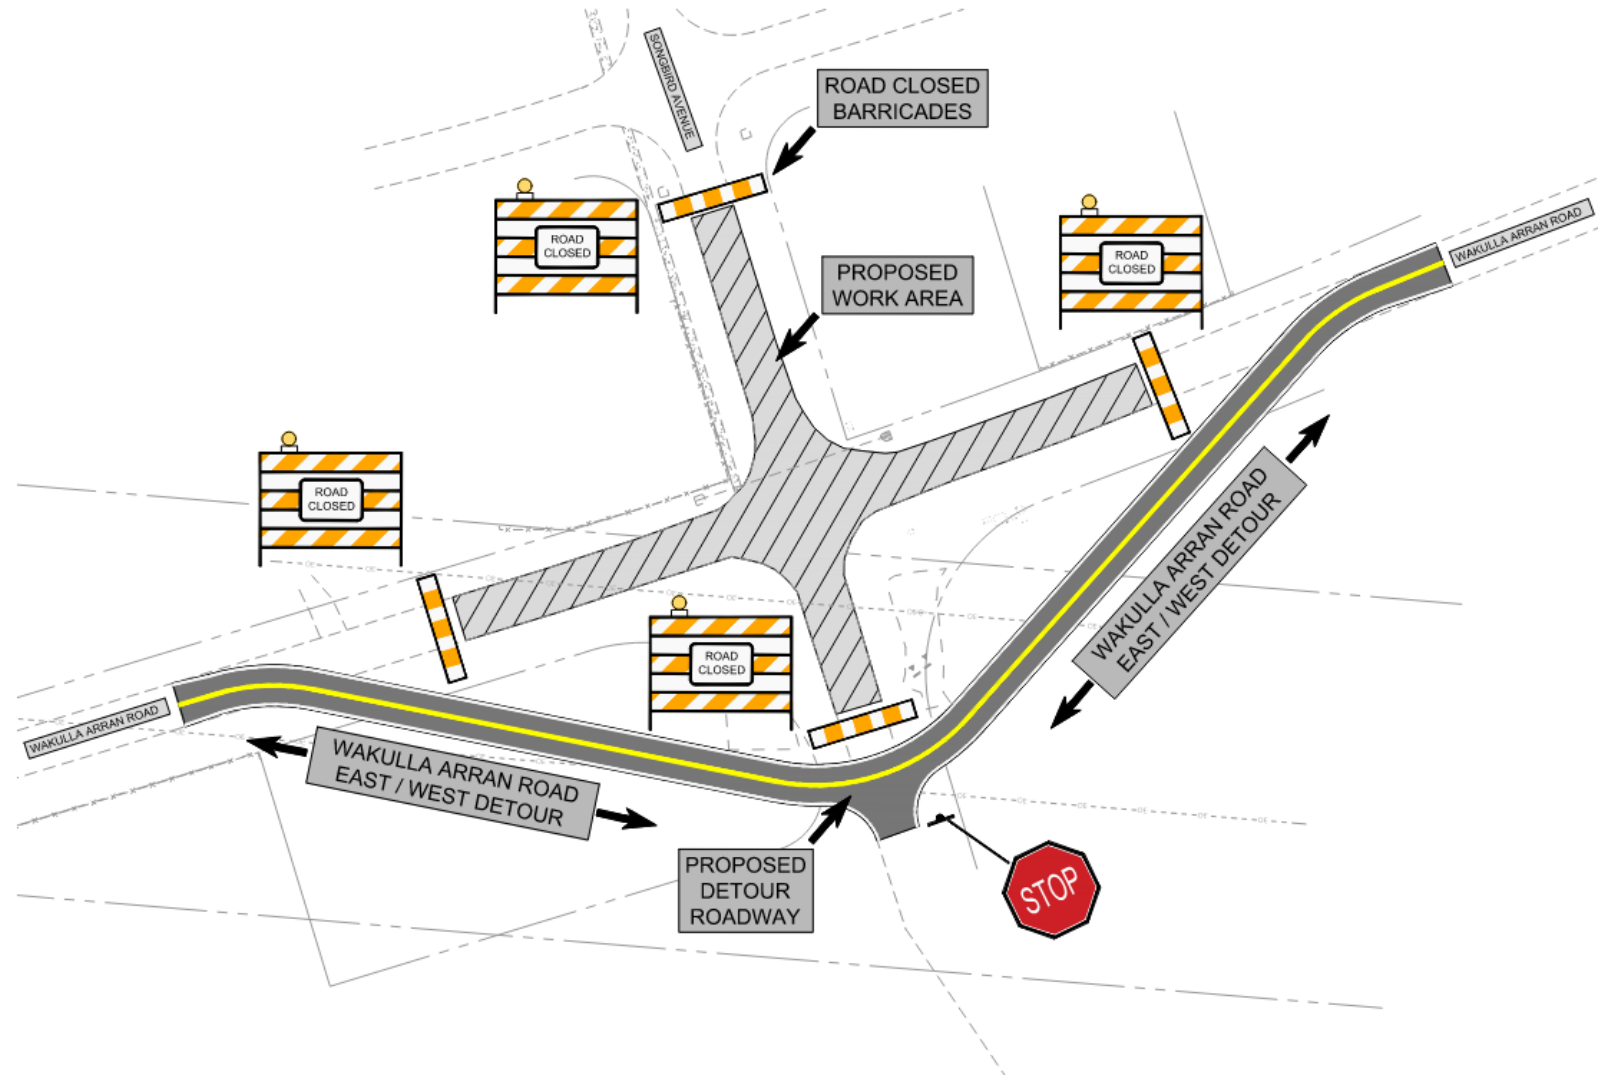 SONGBIRD AVENUE
ROAD CLOSED
BARRICADES
ROAD
CLOSED
ROAD
CLOSED
WAKULLA ARRAN ROAD
PROPOSED
WORK AREA
ROAD
CLOSED
WAKULLA ARRAN ROAD
EAST / WEST DETOUR
ROAD
CLOSED
WAKULLA ARRAN ROAD
WAKULLA ARRAN ROAD
EAST / WEST DETOUR
PROPOSED
DETOUR
ROADWAY
STOP